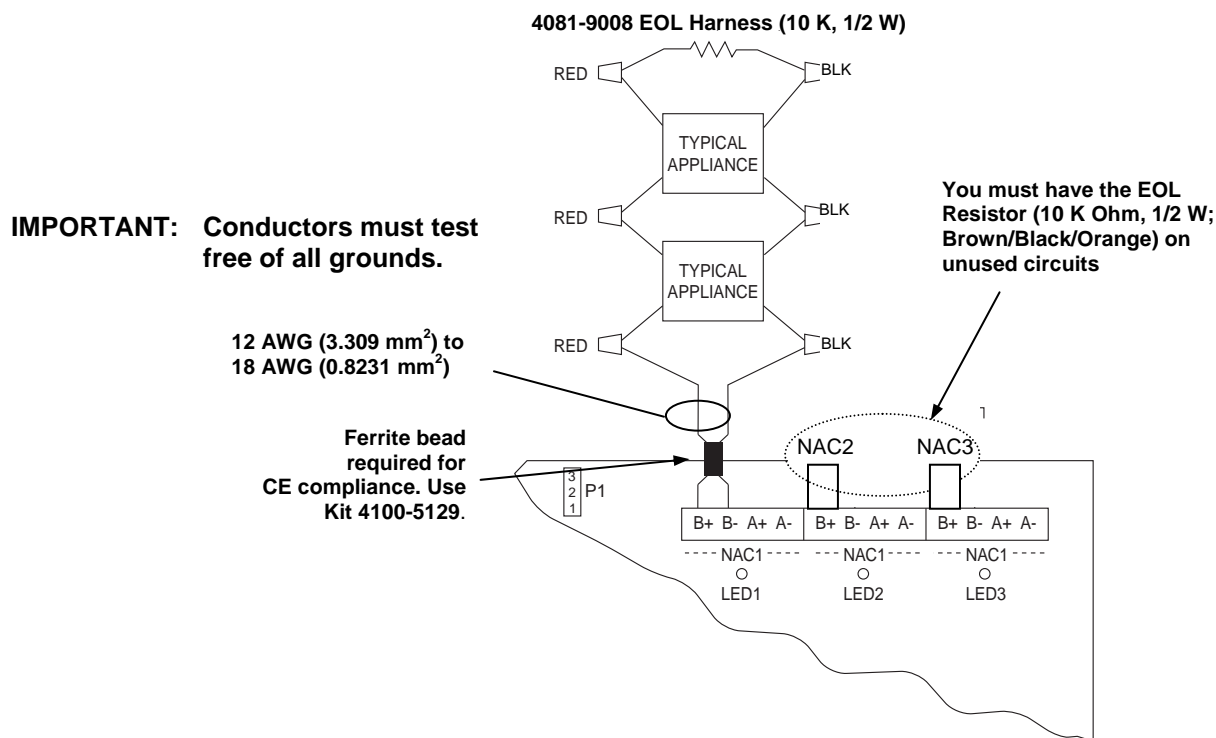 4081-9008 EOL Harness (10 K, 1/2 W)
RED
BLK
TYPICAL
APPLIANCE
RED
BLK
TYPICAL
APPLIANCE
RED
BLK
IMPORTANT: Conductors must test
free of all grounds.
You must have the EOL
Resistor (10 K Ohm, 1/2 W;
Brown/Black/Orange) on
unused circuits
12 AWG (3.309 mm²) to
18 AWG (0.8231 mm²)
Ferrite bead
required for
CE compliance. Use
Kit 4100-5129.
NAC2
NAC3
3
2
1
P1
B+ B- A+ A- B+ B- A+ A- B+ B- A+ A-
NAC1 NAC1 NAC1
LED1 LED2 LED3